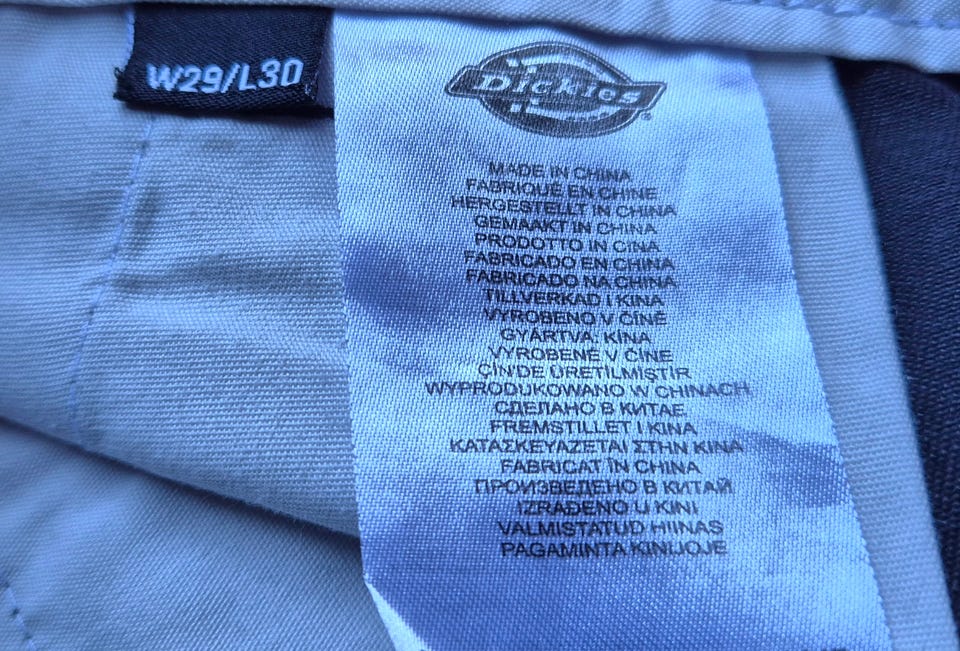 W29/L30
Dickies
MADE IN CHINA
FABRIQUÉ EN CHINE
HERGESTELLT IN CHINA
GEMAAKT IN CHINA
PRODOTTO IN CINA
FABRICADO EN CHINA
FABRICADO NA CHINA
TILLVERKAD I KINA
VYROBENO V ČÍNĚ
GYÁRTVA: KÍNA
VYROBENÉ V ČÍNE
ÇİN'DE ÜRETİLMİŞTİR
WYPRODUKOWANO W CHINACH
СДЕЛАНО В КИТАЕ
FREMSTILLET I KINA
ΚΑΤΑΣΚΕΥΑΖΕΤΑΙ ΣΤΗΝ ΚΙΝΑ
FABRICAT ÎN CHINA
ПРОИЗВЕДЕНО В КИТАЙ
IZRAĐENO U KINI
VALMISTATUD HIINAS
PAGAMINTA KINIJOJE